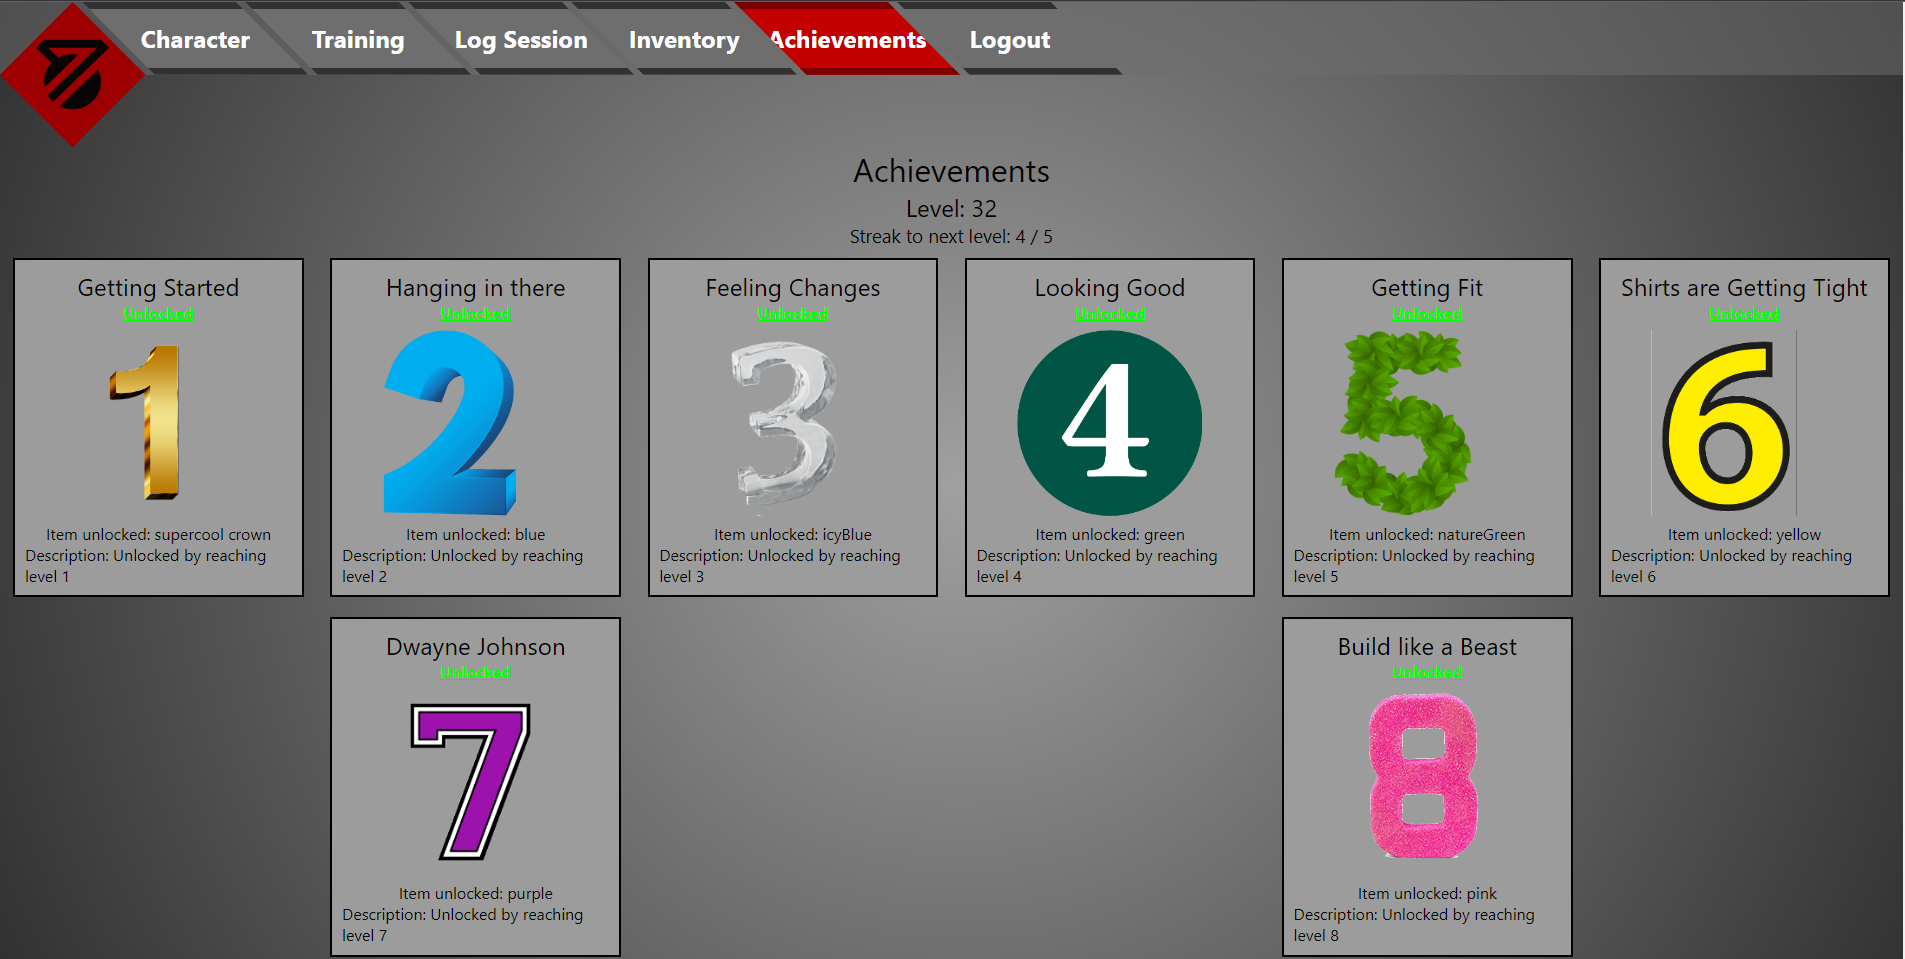 Character Training Log Session Inventory Achievements Logout
Achievements
Level: 32
Streak to next level: 4 / 5
Getting Started
Unlocked
1
Item unlocked: supercool crown
Description: Unlocked by reaching
level 1
Hanging in there
Unlocked
2
Item unlocked: blue
Description: Unlocked by reaching
level 2
Feeling Changes
Unlocked
3
Item unlocked: icyBlue
Description: Unlocked by reaching
level 3
Looking Good
Unlocked
4
Item unlocked: green
Description: Unlocked by reaching
level 4
Getting Fit
Unlocked
5
Item unlocked: natureGreen
Description: Unlocked by reaching
level 5
Shirts are Getting Tight
Unlocked
6
Item unlocked: yellow
Description: Unlocked by reaching
level 6
Dwayne Johnson
Unlocked
7
Item unlocked: purple
Description: Unlocked by reaching
level 7
Build like a Beast
Unlocked
8
Item unlocked: pink
Description: Unlocked by reaching
level 8